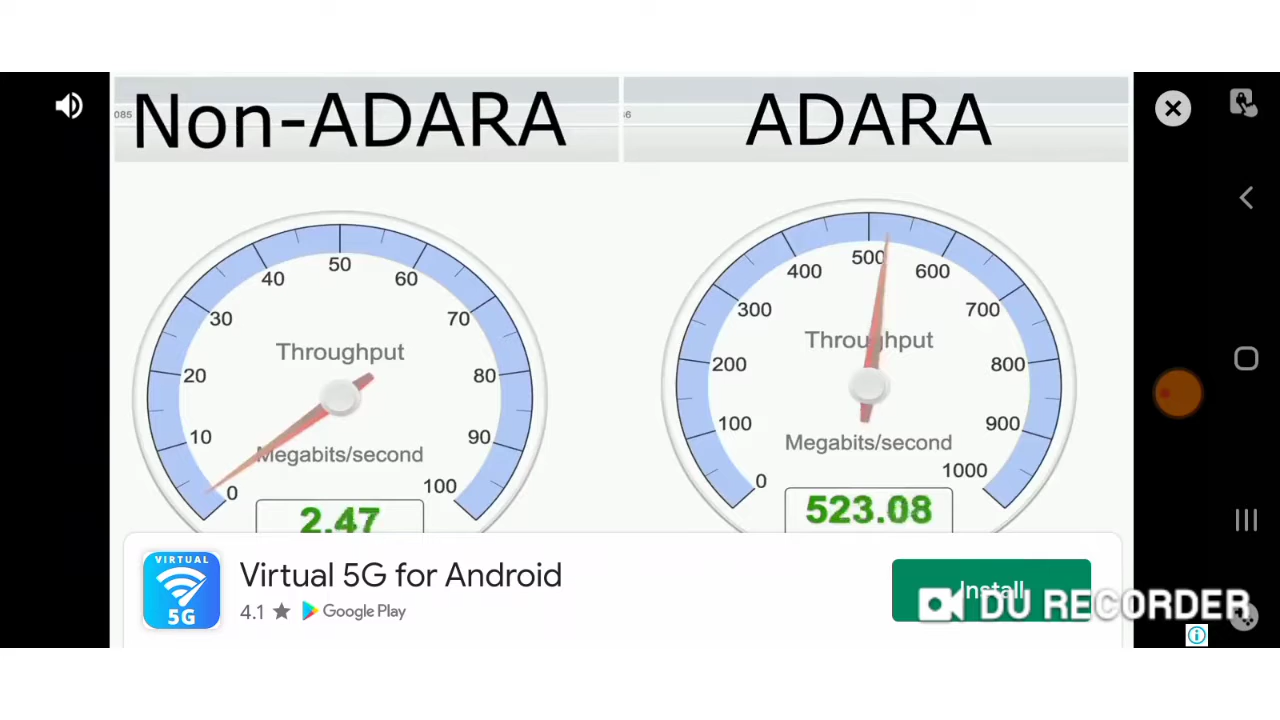 Non-ADARA
ADARA
085
50
40
60
30
70
Throughput
20
80
10
90
Megabits/second
0
100
2.47
500
400
600
300
700
Throughput
200
800
100
900
Megabits/second
0
1000
523.08
VIRTUAL
5G
Virtual 5G for Android
4.1 ★ Google Play
Install
DU RECORDER